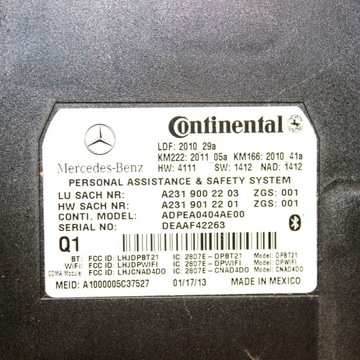 Continental
Mercedes-Benz
LDF: 2010 29a
KM222: 2011 05a KM166: 2010 41a
HW: 4111 SW: 1412 NAD: 1412
PERSONAL ASSISTANCE & SAFETY SYSTEM
LU SACH NR: A231 900 22 03 ZGS: 001
HW SACH NR: A231 901 22 01 ZGS: 001
CONTI. MODEL: ADPEA0404AE00
SERIAL NO: DEAAF42263
Q1
BT: FCC ID: LHJDPBT21 IC: 2807E-DPBT21 Model: DPBT21
WiFi: FCC ID: LHJDPWIFI IC: 2807E-DPWIFI Model: DPWIFI
CDMA Module: FCC ID: LHJCNAD4DO IC: 2807E-CNAD4DO Model: CNAD4DO
MEID: A1000005C37527 01/17/13 MADE IN MEXICO